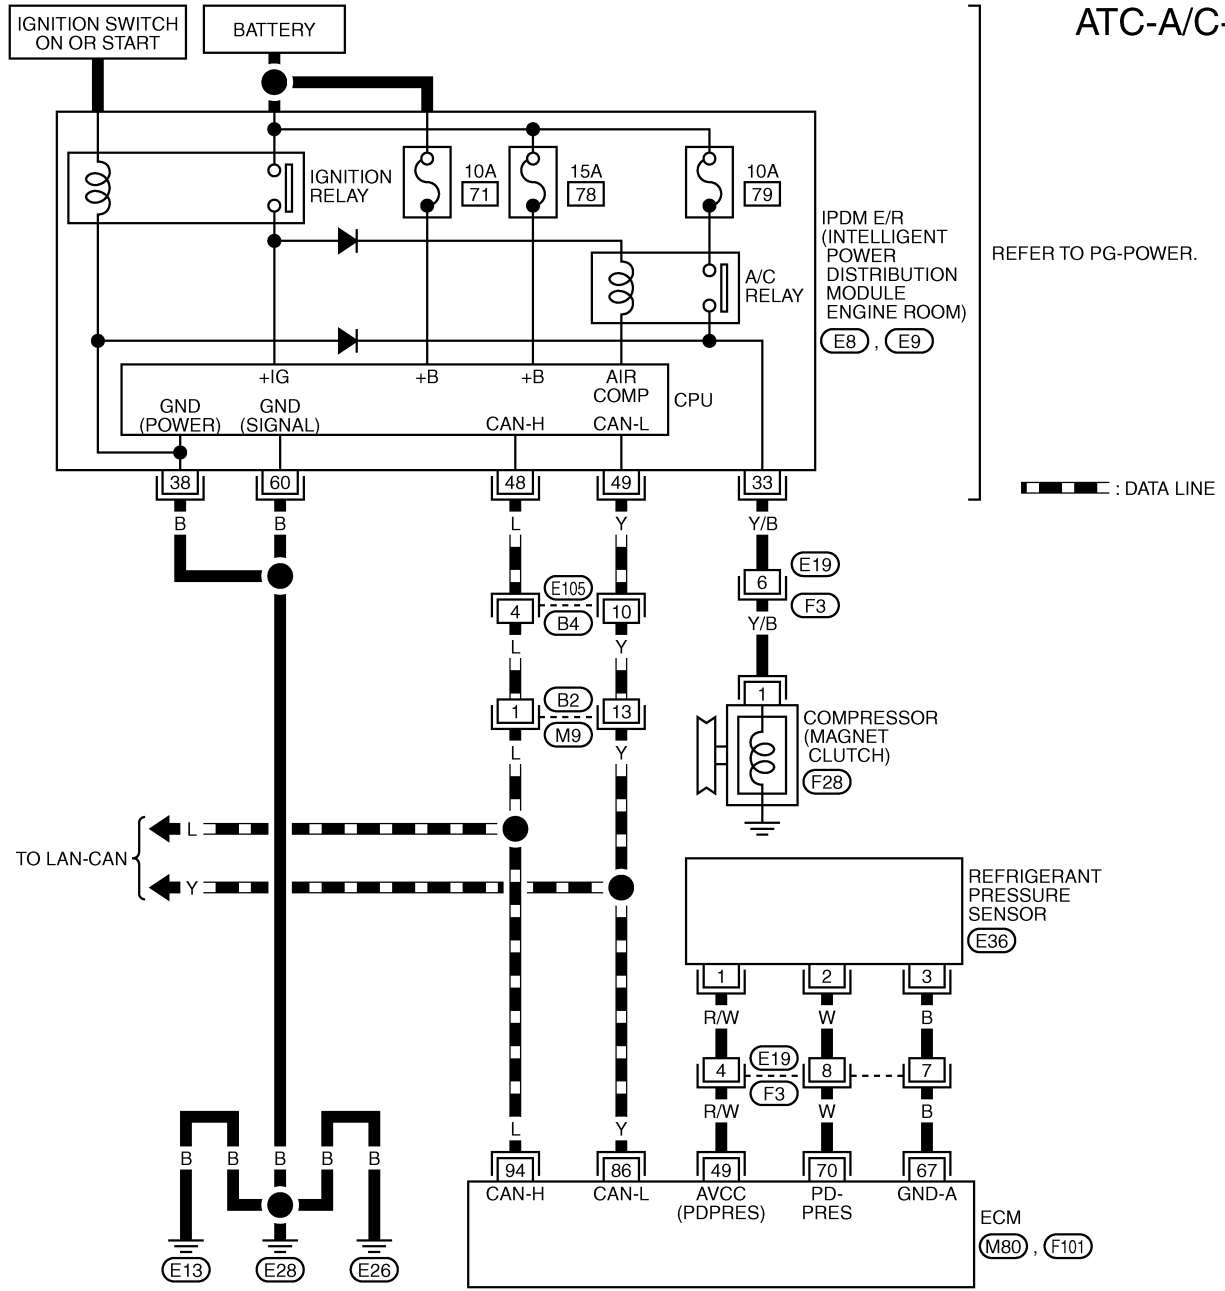 ATC-A/C-
IGNITION SWITCH
ON OR START
BATTERY
IGNITION
RELAY
10A
71
15A
78
10A
79
A/C
RELAY
IPDM E/R
(INTELLIGENT
POWER
DISTRIBUTION
MODULE
ENGINE ROOM)
E8 , E9
REFER TO PG-POWER.
+IG
+B
+B
AIR
COMP
CPU
GND
(POWER)
GND
(SIGNAL)
CAN-H
CAN-L
38
60
48
49
33
: DATA LINE
B
B
L
Y
Y/B
E19
6
F3
E105
4
10
B4
L
Y
Y/B
B2
1
13
M9
L
Y
1
COMPRESSOR
(MAGNET
CLUTCH)
F28
L
TO LAN-CAN
Y
REFRIGERANT
PRESSURE
SENSOR
E36
1
2
3
R/W
W
B
E19
4
8
7
F3
R/W
W
B
L
Y
B
B
B
B
B
94
86
49
70
67
CAN-H
CAN-L
AVCC
(PDPRES)
PD-
PRES
GND-A
ECM
M80 , F101
E13
E28
E26